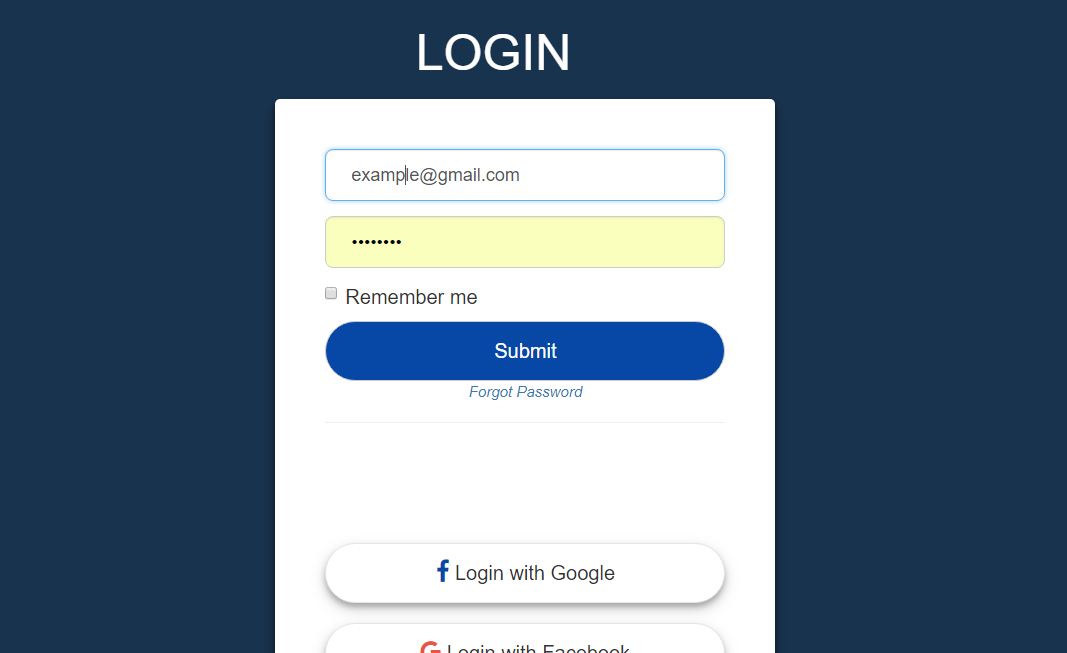 LOGIN
example@gmail.com
••••••••
Remember me
Submit
Forgot Password
Login with Google
Login with Facebook